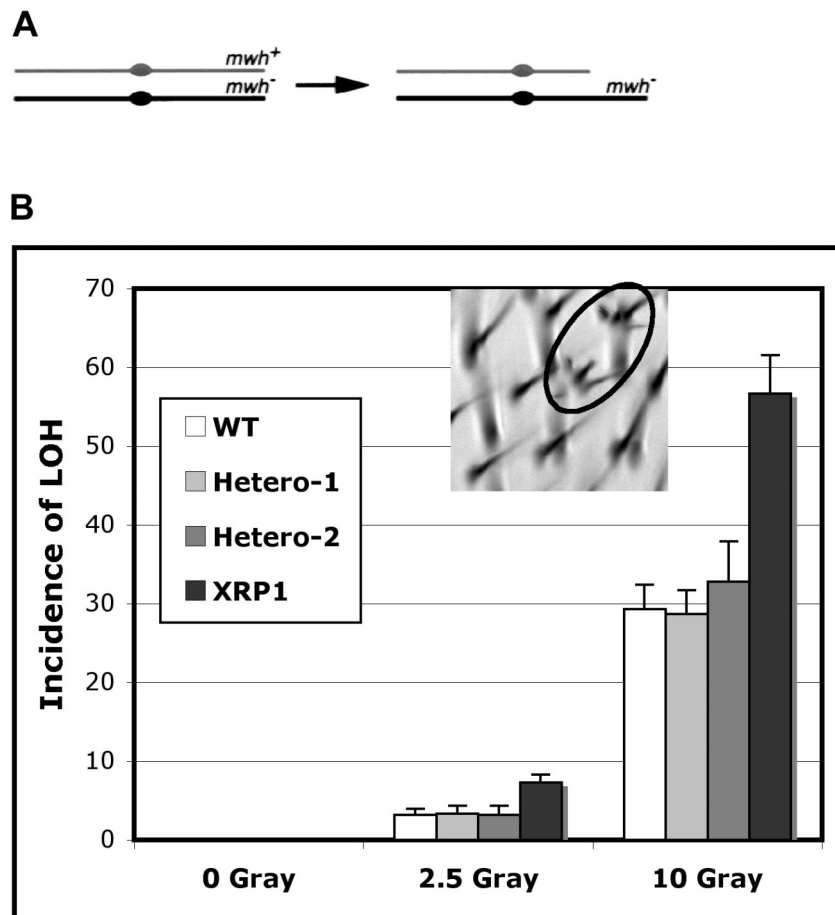 A
mwh+
mwh-
mwh-
B
Incidence of LOH
70
60
50
40
30
20
10
0
WT
Hetero-1
Hetero-2
XRP1
0 Gray
2.5 Gray
10 Gray